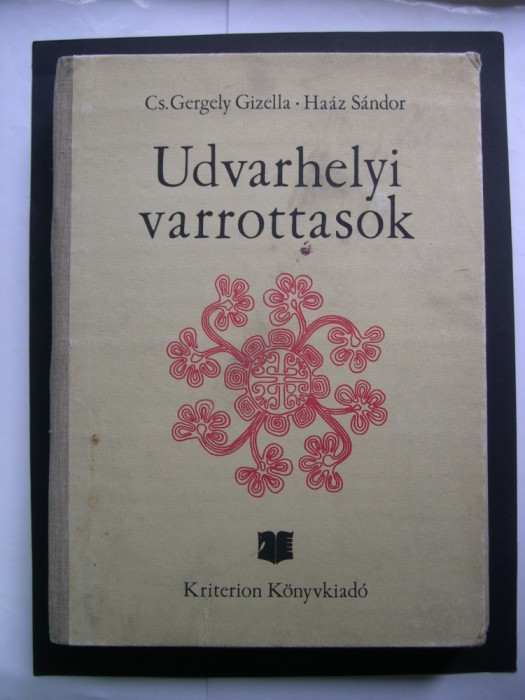 Cs. Gergely Gizella · Haáz Sándor
Udvarhelyi
varrottasok
Kriterion Könyvkiadó